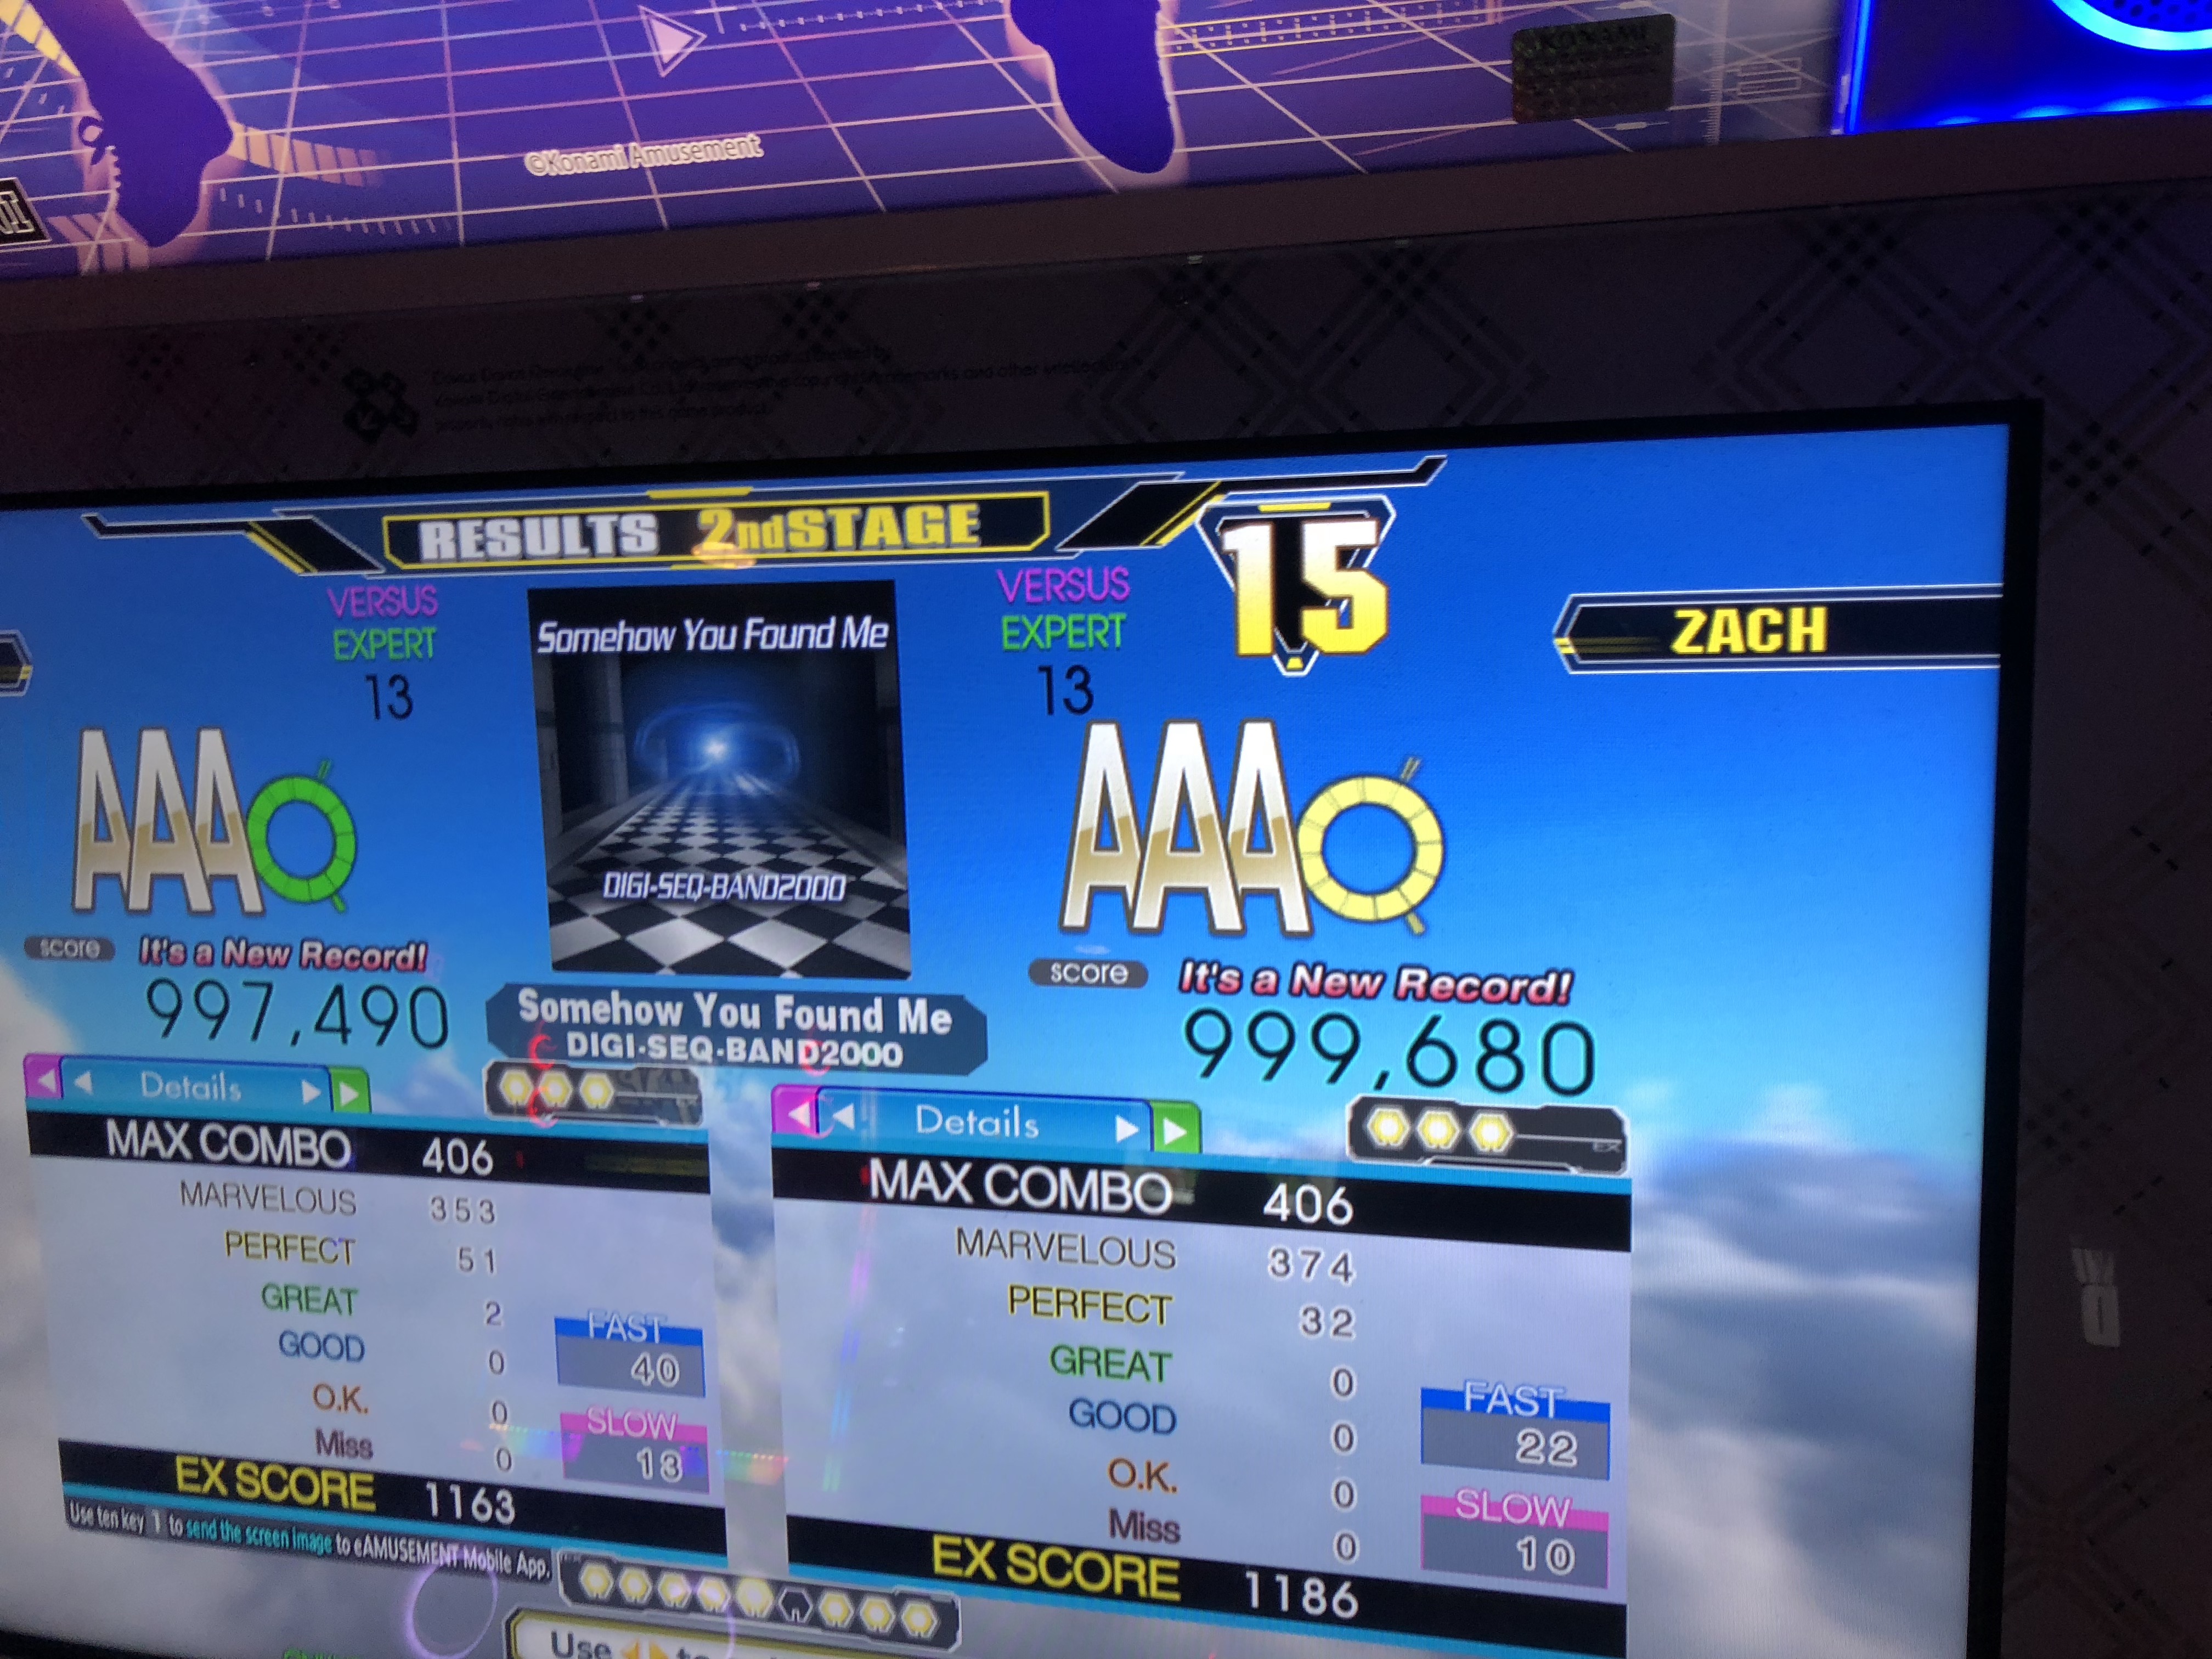 KONAMI
©Konami Amusement
RESULTS 2ndSTAGE
15
VERSUS
EXPERT
13
Somehow You Found Me
DIGI-SEQ-BAND2000
VERSUS
EXPERT
13
ZACH
AAA
AAA
score It's a New Record!
997,490
Somehow You Found Me
DIGI-SEQ-BAND2000
score It's a New Record!
999,680
Details
MAX COMBO 406
MARVELOUS 353
PERFECT 51
GREAT 2
GOOD 0
O.K. 0
Miss 0
FAST
40
SLOW
13
EX SCORE 1163
Details
EX
MAX COMBO 406
MARVELOUS 374
PERFECT 32
GREAT 0
GOOD 0
O.K. 0
Miss 0
FAST
22
SLOW
10
EX SCORE 1186
Use ten key 1 to send the screen image to eAMUSEMENT Mobile App.
Use to